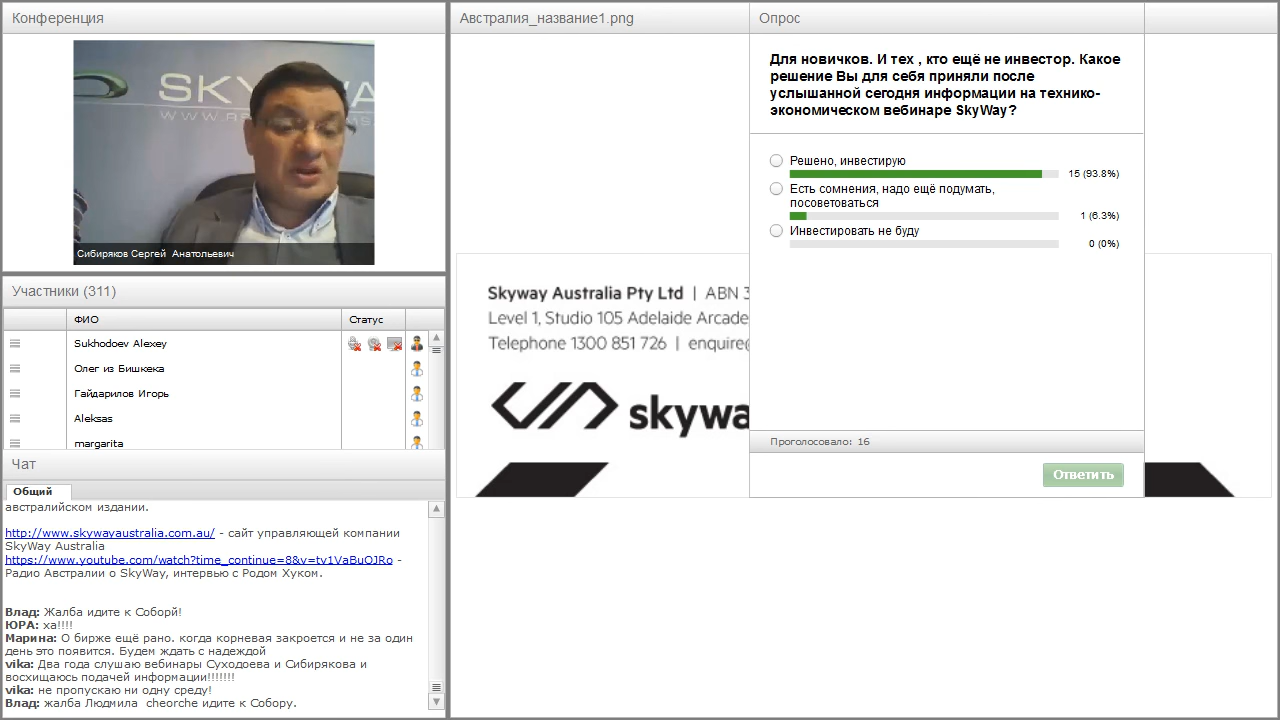 Конференция
SKYWA
WWW.R
Сибиряков Сергей Анатольевич
Участники (311)
ФИО
Статус
Sukhodoev Alexey
Олег из Бишкека
Гайдарилов Игорь
Aleksas
margarita
Чат
Общий
австралийском издании.
http://www.skywayaustralia.com.au/ - сайт управляющей компании
SkyWay Australia
https://www.youtube.com/watch?time_continue=8&v=tv1VaBuOJRo -
Радио Австралии о SkyWay, интервью с Родом Хуком.
Влад: Жалба идите к Соборй!
ЮРА: ха!!!!
Марина: О бирже ещё рано. когда корневая закроется и не за один
день это появится. Будем ждать с надеждой
vika: Два года слушаю вебинары Суходоева и Сибирякова и
восхищаюсь подачей информации!!!!!!!
vika: не пропускаю ни одну среду!
Влад: жалба Людмила cheorche идите к Собору.
Австралия_название1.png
Skyway Australia Pty Ltd | ABN 3
Level 1, Studio 105 Adelaide Arcade
Telephone 1300 851 726 | enquire@
skywa
Опрос
Для новичков. И тех , кто ещё не инвестор. Какое
решение Вы для себя приняли после
услышанной сегодня информации на технико-
экономическом вебинаре SkyWay?
Решено, инвестирую
15 (93.8%)
Есть сомнения, надо ещё подумать,
посоветоваться
1 (6.3%)
Инвестировать не буду
0 (0%)
Проголосовало: 16
Ответить